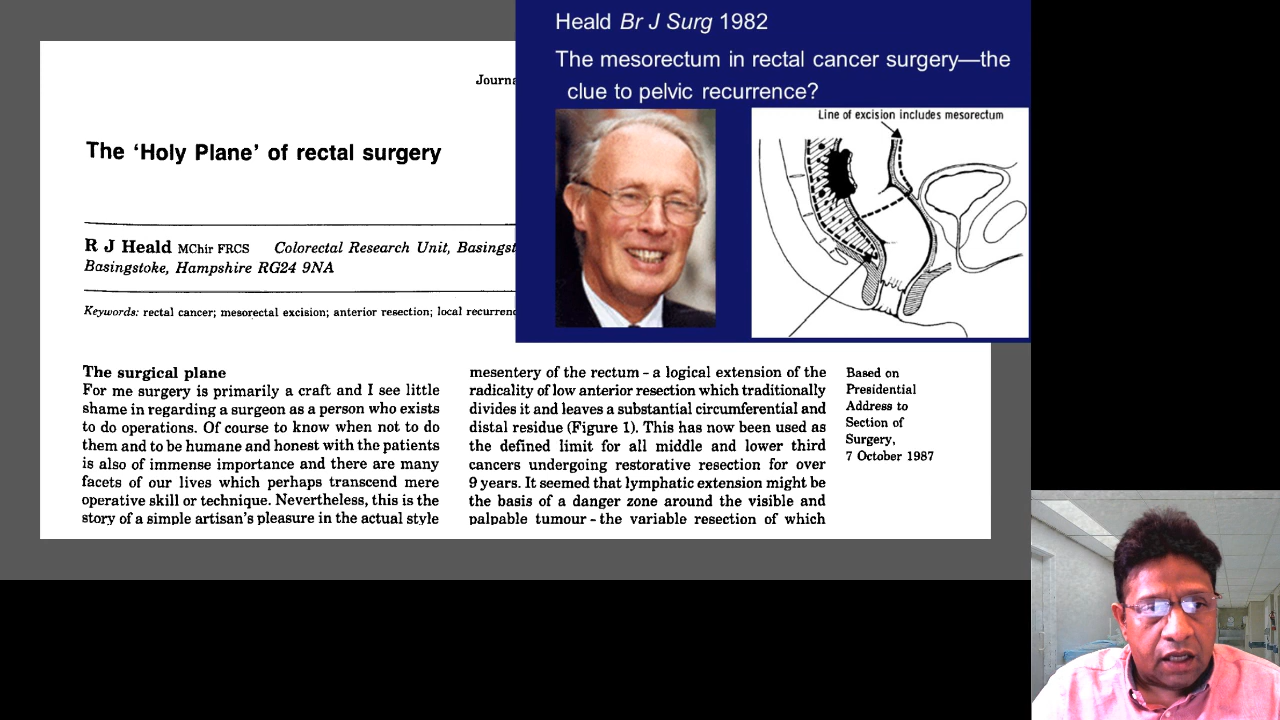 Heald Br J Surg 1982
The mesorectum in rectal cancer surgery—the
clue to pelvic recurrence?
Line of excision includes mesorectum
The ‘Holy Plane’ of rectal surgery
R J Heald MChir FRCS Colorectal Research Unit,
Basingstoke, Hampshire RG24 9NA
Keywords: rectal cancer; mesorectal excision; anterior resection; local
The surgical plane
For me surgery is primarily a craft and I see little
shame in regarding a surgeon as a person who exists
to do operations. Of course to know when not to do
them and to be humane and honest with the patients
is also of immense importance and there are many
facets of our lives which perhaps transcend mere
operative skill or technique. Nevertheless, this is the
story of a simple artisan's pleasure in the actual style
mesentery of the rectum - a logical extension of the
radicality of low anterior resection which traditionally
divides it and leaves a substantial circumferential and
distal residue (Figure 1). This has now been used as
the defined limit for all middle and lower third
cancers undergoing restorative resection for over
9 years. It seemed that lymphatic extension might be
the basis of a danger zone around the visible and
palpable tumour - the variable resection of which
Based on
Presidential
Address to
Section of
Surgery,
7 October 1987